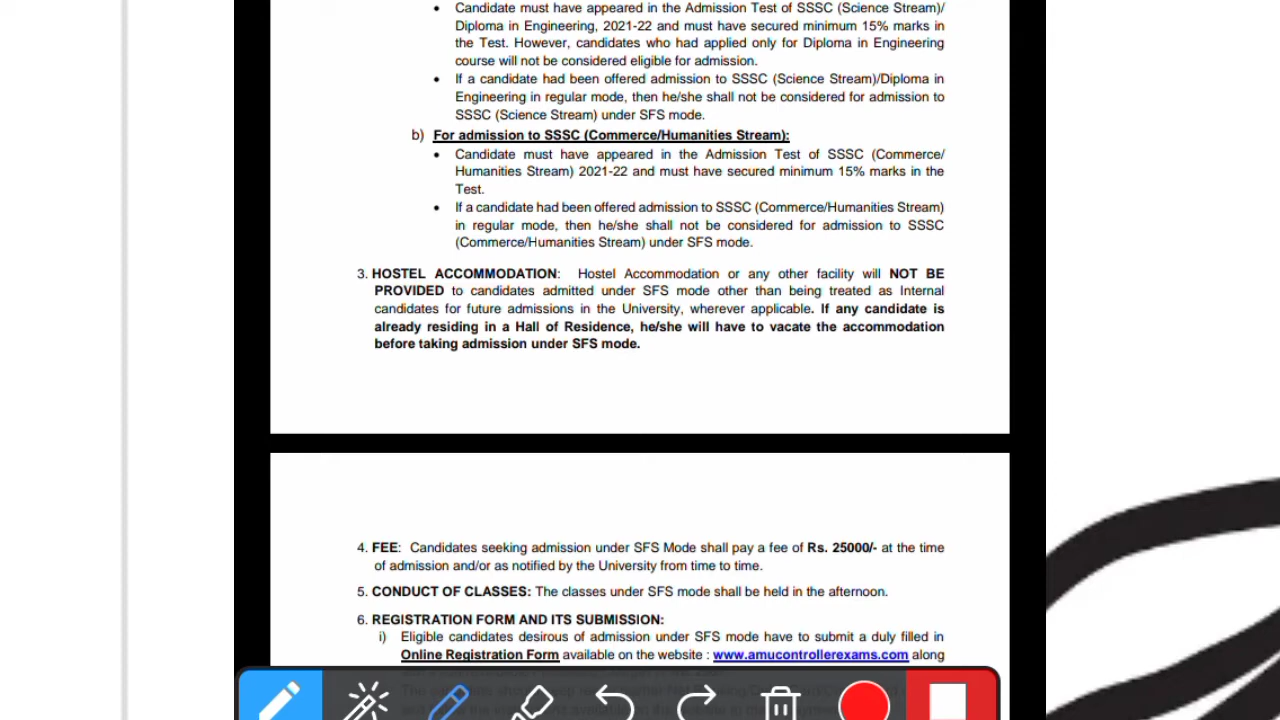 • Candidate must have appeared in the Admission Test of SSSC (Science Stream)/
Diploma in Engineering, 2021-22 and must have secured minimum 15% marks in
the Test. However, candidates who had applied only for Diploma in Engineering
course will not be considered eligible for admission.
• If a candidate had been offered admission to SSSC (Science Stream)/Diploma in
Engineering in regular mode, then he/she shall not be considered for admission to
SSSC (Science Stream) under SFS mode.
b) For admission to SSSC (Commerce/Humanities Stream):
• Candidate must have appeared in the Admission Test of SSSC (Commerce/
Humanities Stream) 2021-22 and must have secured minimum 15% marks in the
Test.
• If a candidate had been offered admission to SSSC (Commerce/Humanities Stream)
in regular mode, then he/she shall not be considered for admission to SSSC
(Commerce/Humanities Stream) under SFS mode.
3. HOSTEL ACCOMMODATION: Hostel Accommodation or any other facility will NOT BE
PROVIDED to candidates admitted under SFS mode other than being treated as Internal
candidates for future admissions in the University, wherever applicable. If any candidate is
already residing in a Hall of Residence, he/she will have to vacate the accommodation
before taking admission under SFS mode.
4. FEE: Candidates seeking admission under SFS Mode shall pay a fee of Rs. 25000/- at the time
of admission and/or as notified by the University from time to time.
5. CONDUCT OF CLASSES: The classes under SFS mode shall be held in the afternoon.
6. REGISTRATION FORM AND ITS SUBMISSION:
i) Eligible candidates desirous of admission under SFS mode have to submit a duly filled in
Online Registration Form available on the website : www.amucontrollerexams.com along